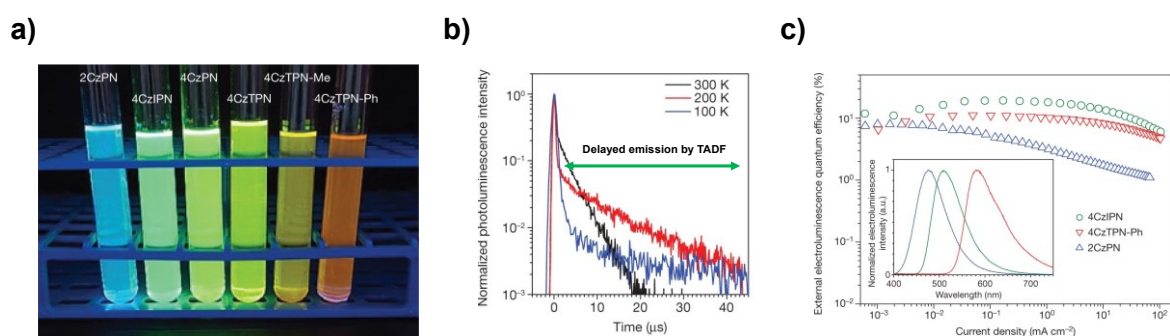 a)
2CzPN
4CzPN
4CzTPN-Me
4CzIPN
4CzTPN
4CzTPN-Ph
b)
Normalized photoluminescence intensity
10⁰
10⁻¹
10⁻²
10⁻³
300 K
200 K
100 K
Delayed emission by TADF
0
10
20
30
40
Time (μs)
c)
External electroluminescence quantum efficiency (%)
10²
10¹
10⁰
10⁻¹
10⁻²
Normalized electroluminescence
intensity (a.u.)
1
0
400
500
600
700
Wavelength (nm)
4CzIPN
4CzTPN-Ph
2CzPN
10⁻³
10⁻²
10⁻¹
10⁰
10¹
10²
Current density (mA cm⁻²)